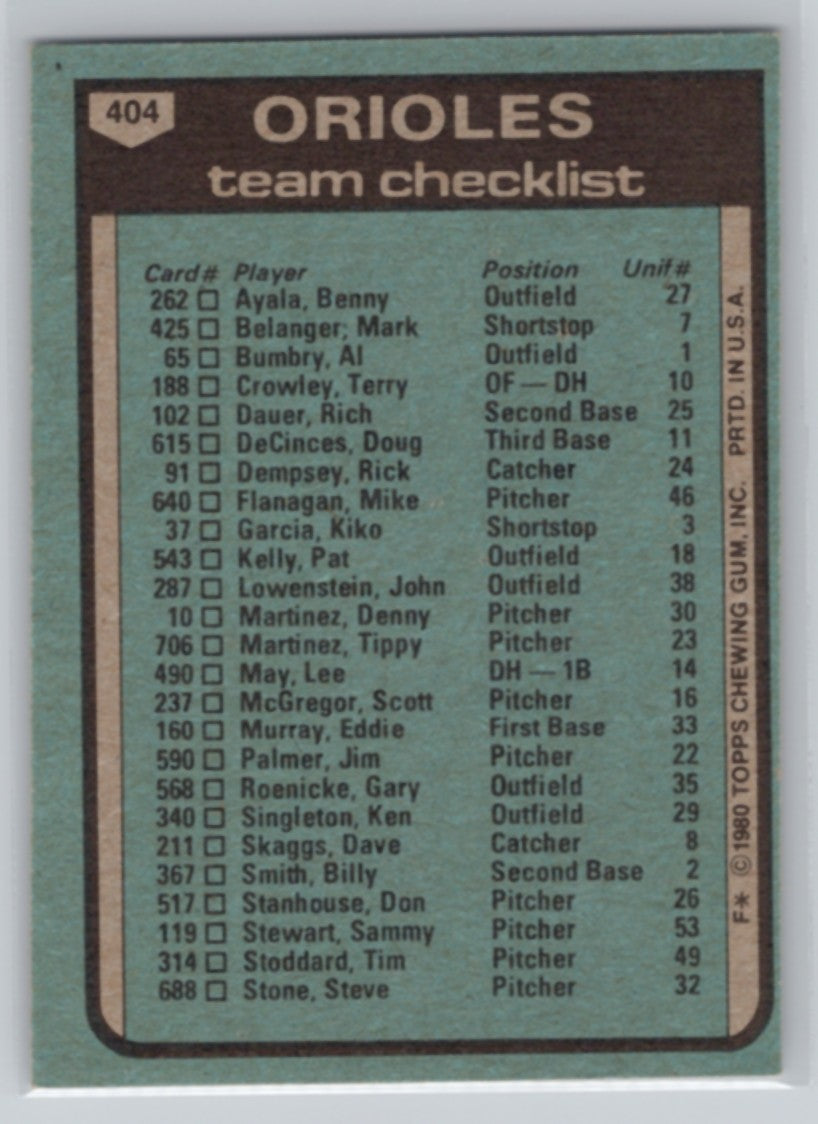 404
ORIOLES
team checklist
Card# Player Position Unif#
262 □ Ayala, Benny Outfield 27
425 □ Belanger, Mark Shortstop 7
65 □ Bumbry, Al Outfield 1
188 □ Crowley, Terry OF — DH 10
102 □ Dauer, Rich Second Base 25
615 □ DeCinces, Doug Third Base 11
91 □ Dempsey, Rick Catcher 24
640 □ Flanagan, Mike Pitcher 46
37 □ Garcia, Kiko Shortstop 3
543 □ Kelly, Pat Outfield 18
287 □ Lowenstein, John Outfield 38
10 □ Martinez, Denny Pitcher 30
706 □ Martinez, Tippy Pitcher 23
490 □ May, Lee DH — 1B 14
237 □ McGregor, Scott Pitcher 16
160 □ Murray, Eddie First Base 33
590 □ Palmer, Jim Pitcher 22
568 □ Roenicke, Gary Outfield 35
340 □ Singleton, Ken Outfield 29
211 □ Skaggs, Dave Catcher 8
367 □ Smith, Billy Second Base 2
517 □ Stanhouse, Don Pitcher 26
119 □ Stewart, Sammy Pitcher 53
314 □ Stoddard, Tim Pitcher 49
688 □ Stone, Steve Pitcher 32
F* © 1980 TOPPS CHEWING GUM, INC. PRTD. IN U.S.A.